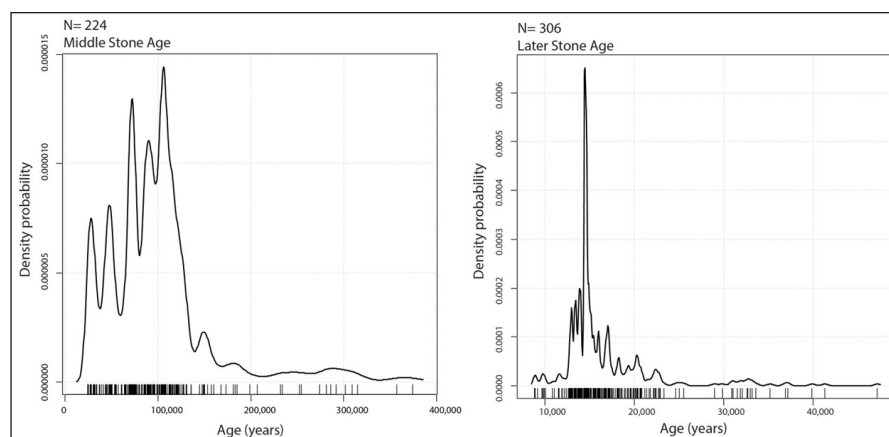 N= 224
Middle Stone Age
0.000015
0.000010
0.000005
0.000000
Density probability
0
100,000
200,000
300,000
400,000
Age (years)
N= 306
Later Stone Age
0.0006
0.0005
0.0004
0.0003
0.0002
0.0001
0.0000
Density probability
10,000
20,000
30,000
40,000
Age (years)